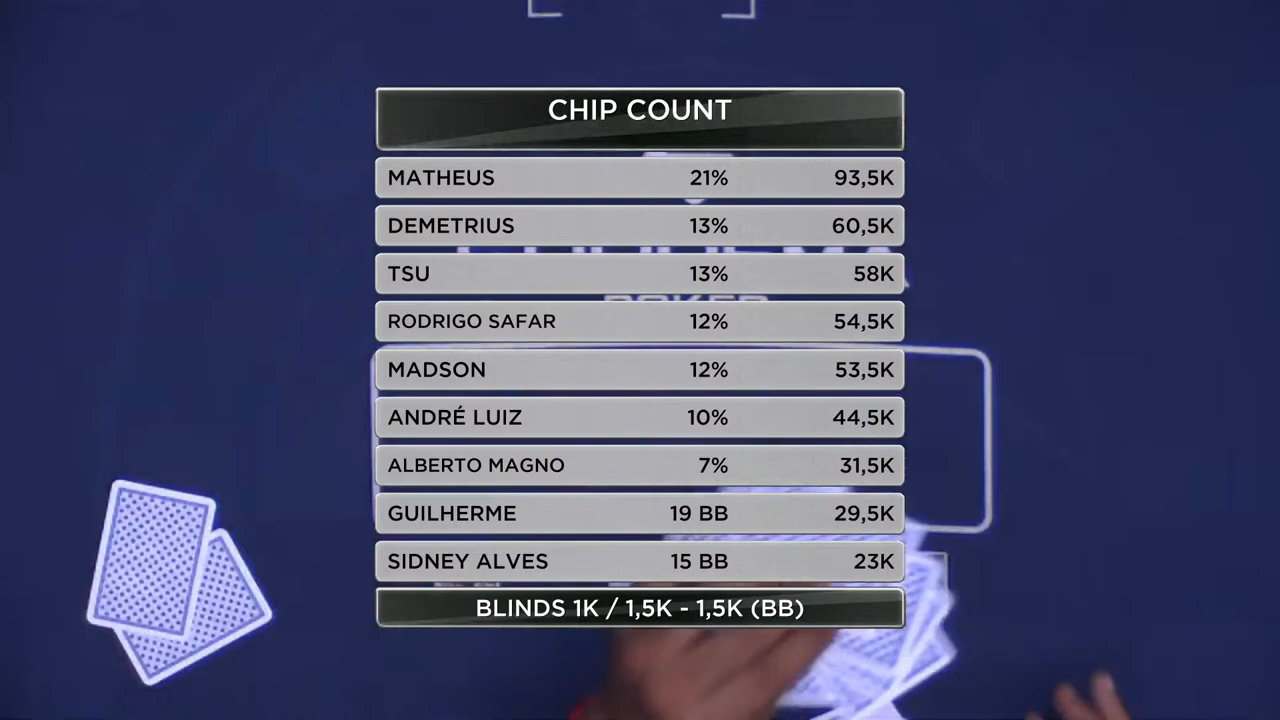 CHIP COUNT
MATHEUS 21% 93,5K
DEMETRIUS 13% 60,5K
TSU 13% 58K
RODRIGO SAFAR 12% 54,5K
MADSON 12% 53,5K
ANDRÉ LUIZ 10% 44,5K
ALBERTO MAGNO 7% 31,5K
GUILHERME 19 BB 29,5K
SIDNEY ALVES 15 BB 23K
BLINDS 1K / 1,5K - 1,5K (BB)